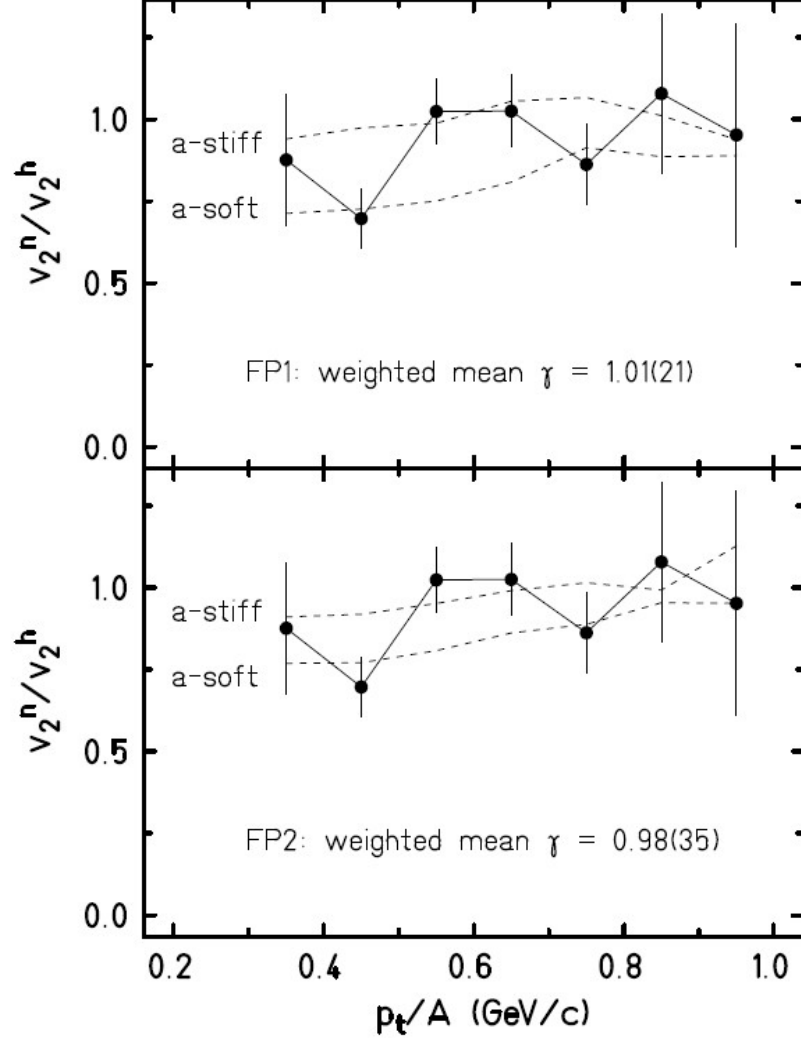 1.0
a-stiff
a-soft
v₂ⁿ/v₂ʰ
0.5
FP1: weighted mean γ = 1.01(21)
0.0
1.0
a-stiff
a-soft
v₂ⁿ/v₂ʰ
0.5
FP2: weighted mean γ = 0.98(35)
0.0
0.2 0.4 0.6 0.8 1.0
pₜ/A (GeV/c)